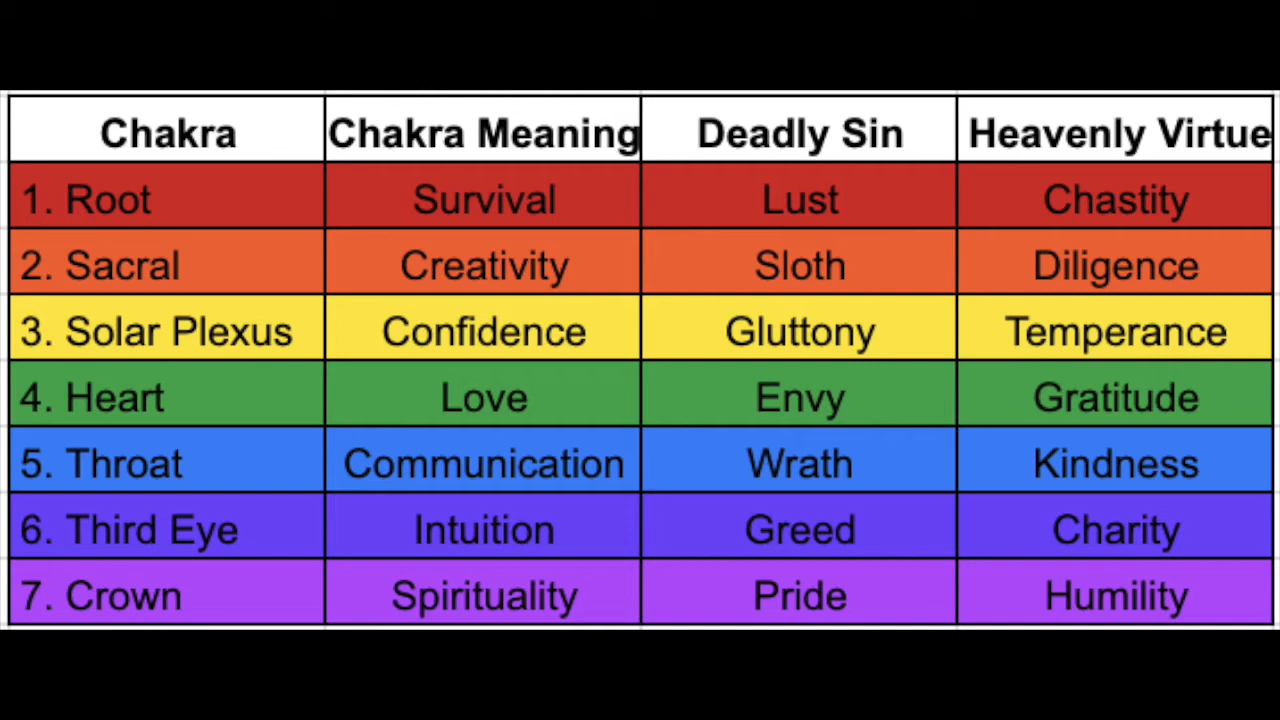 Chakra Chakra Meaning Deadly Sin Heavenly Virtue
1. Root Survival Lust Chastity
2. Sacral Creativity Sloth Diligence
3. Solar Plexus Confidence Gluttony Temperance
4. Heart Love Envy Gratitude
5. Throat Communication Wrath Kindness
6. Third Eye Intuition Greed Charity
7. Crown Spirituality Pride Humility